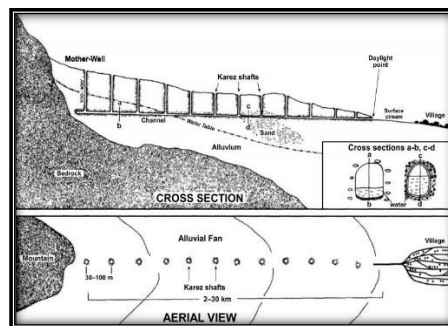 Mother-Well
Karez shafts
Daylight
point
a
b
c
d
Channel
Water Table
Sand
Surface
stream
Village
Alluvium
Bedrock
CROSS SECTION
Cross sections a-b, c-d
a
c
b
water
d
Mountain
Alluvial Fan
Village
30–100 m
Karez shafts
2–30 km
AERIAL VIEW